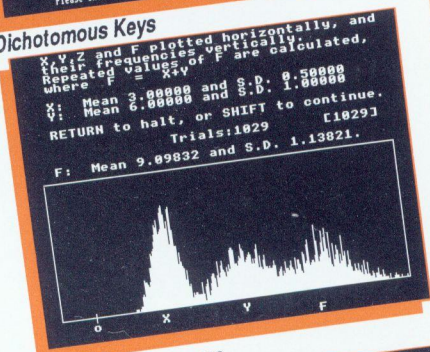 Please
Dichotomous Keys
X,Y,Z and F plotted horizontally, and
their frequencies vertically.
Repeated values of F are calculated,
where F = X+Y
X: Mean 3.00000 and S.D. 0.50000
Y: Mean 6.00000 and S.D. 1.00000
RETURN to halt, or SHIFT to continue.
Trials:1029 [1029]
F: Mean 9.09832 and S.D. 1.13821.
o X Y F